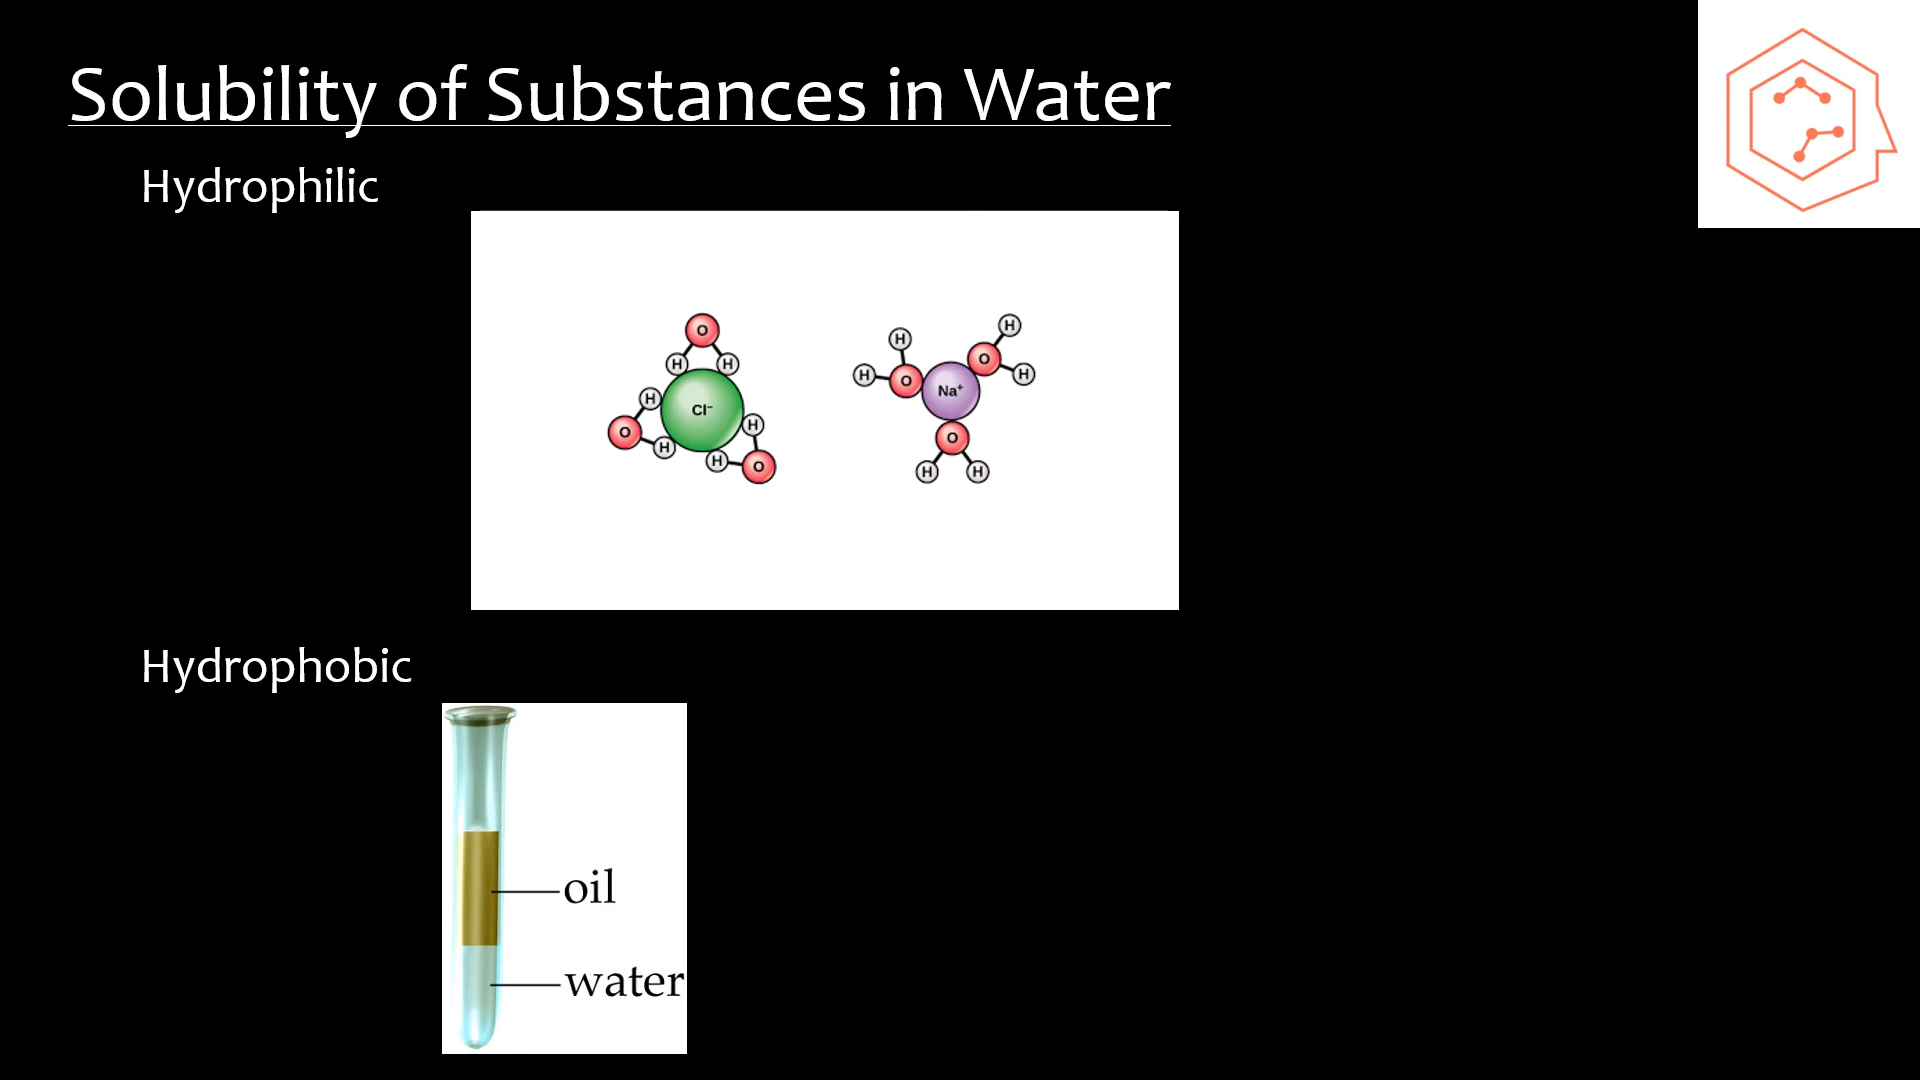 Solubility of Substances in Water
Hydrophilic
O
H H
H
Cl⁻
O
H
H
H
O
H
H
O
H
Na⁺
O
H
H
O
H H
Hydrophobic
oil
water